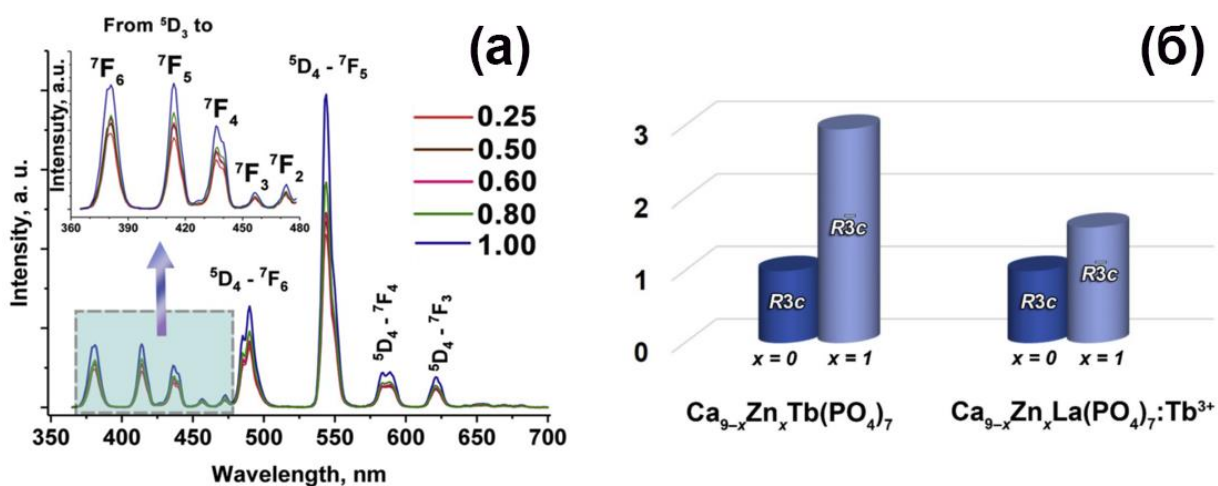 From ⁵D₃ to
(a)
⁷F₆
⁷F₅
⁷F₄
⁷F₃
⁷F₂
Intensuty, a.u.
360 390 420 450 480
⁵D₄ - ⁷F₅
0.25
0.50
0.60
0.80
1.00
⁵D₄ - ⁷F₆
⁵D₄ - ⁷F₄
⁵D₄ - ⁷F₃
Intensity, a. u.
350 400 450 500 550 600 650 700
Wavelength, nm
(б)
3
2
1
0
R3c
R3̅c
R3c
R3̅c
x = 0 x = 1 x = 0 x = 1
Ca₉₋ₓZnₓTb(PO₄)₇ Ca₉₋ₓZnₓLa(PO₄)₇:Tb³⁺